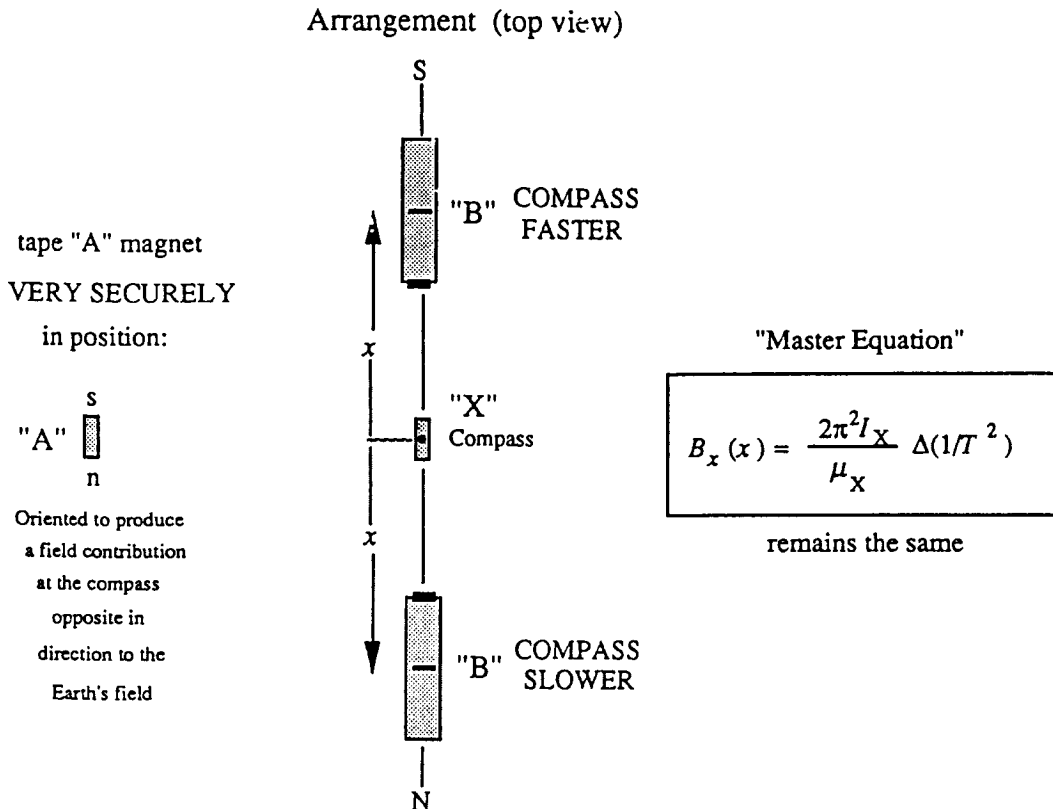 Arrangement (top view)
S
"B" COMPASS
FASTER
tape "A" magnet
VERY SECURELY
in position:
x
"Master Equation"
s
"A"
n
"X"
Compass
B_x (x) = 2π²I_X / μ_X Δ(1/T ²)
remains the same
Oriented to produce
a field contribution
at the compass
opposite in
direction to the
Earth's field
x
"B" COMPASS
SLOWER
N